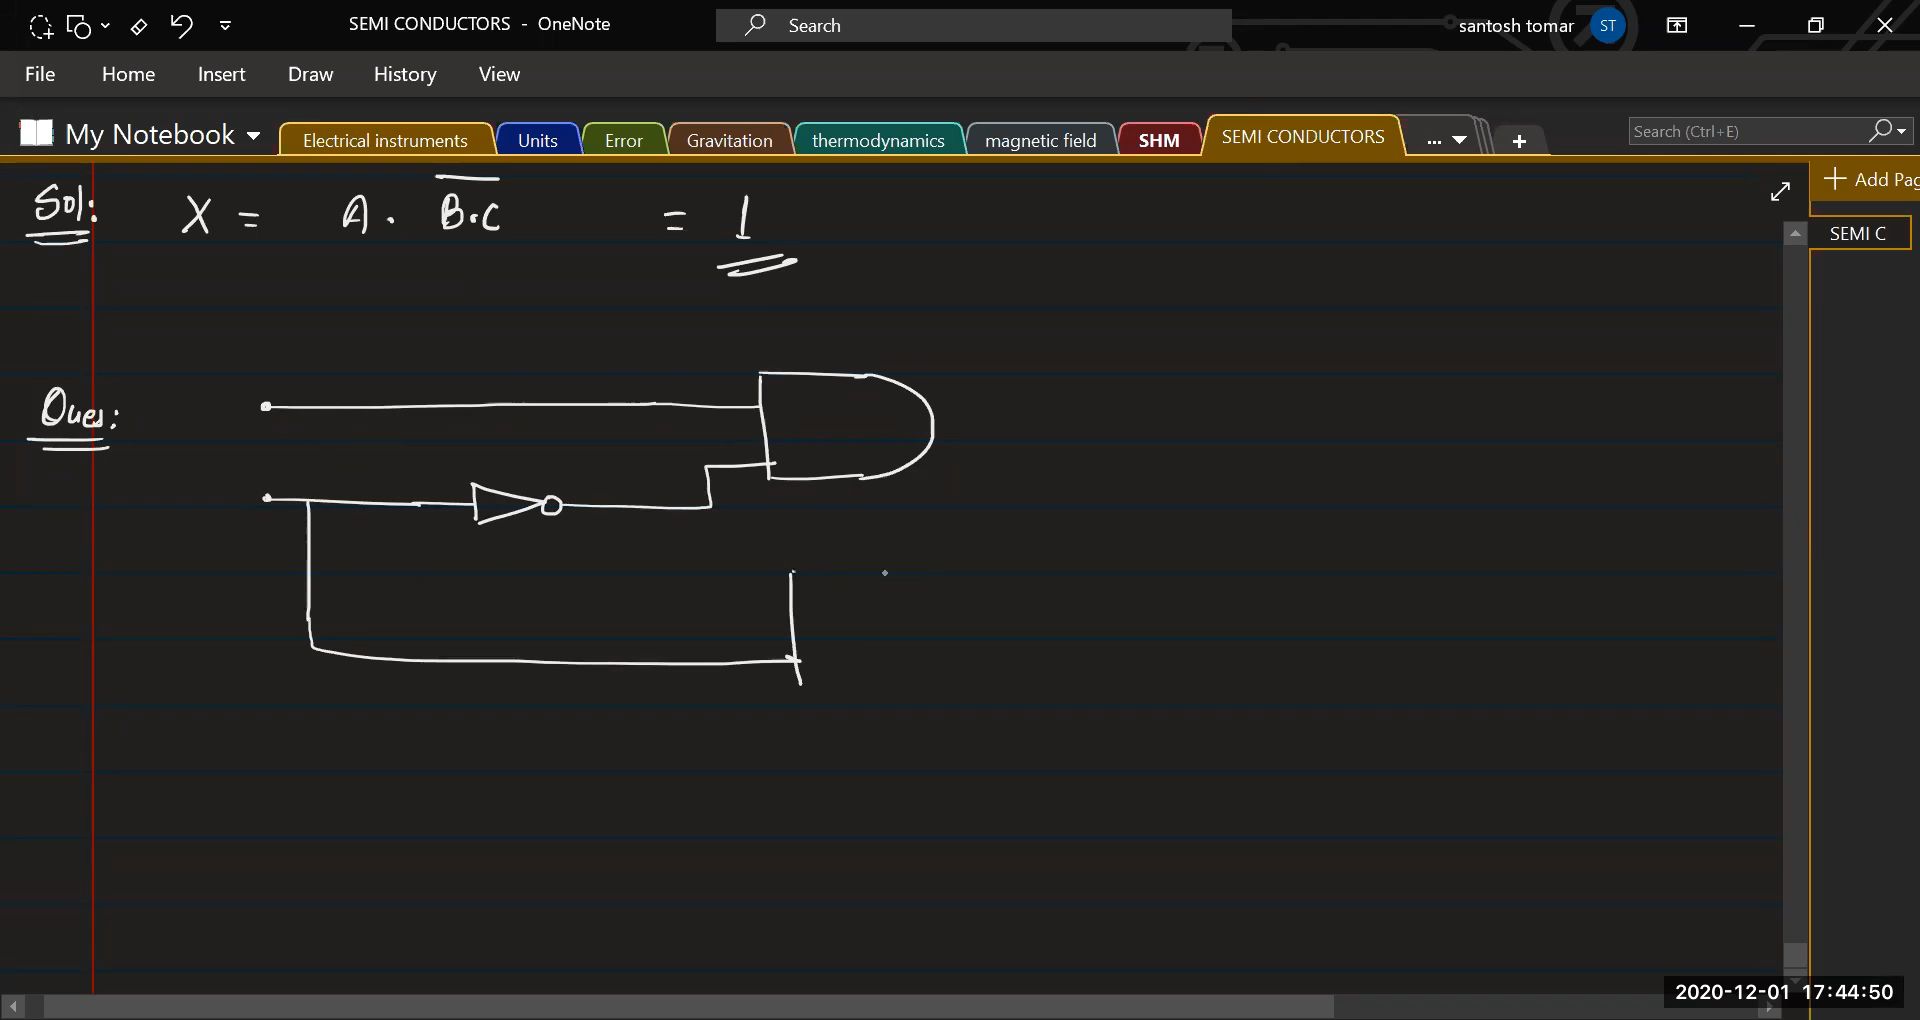 SEMI CONDUCTORS - OneNote
Search
santosh tomar ST
File Home Insert Draw History View
My Notebook Electrical instruments Units Error Gravitation thermodynamics magnetic field SHM SEMI CONDUCTORS ... + Search (Ctrl+E)
+ Add Pag
SEMI C
Sol: X = A . \overline{B.C} = 1
Ques:
2020-12-01 17:44:50